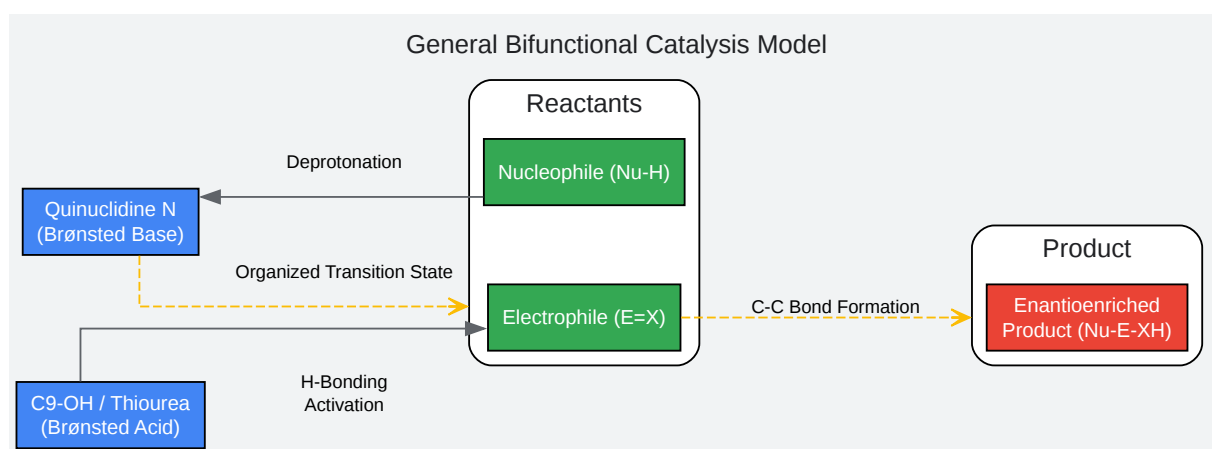 General Bifunctional Catalysis Model
Reactants
Nucleophile (Nu-H)
Deprotonation
Quinuclidine N
(Brønsted Base)
Organized Transition State
Electrophile (E=X)
C-C Bond Formation
Product
Enantioenriched
Product (Nu-E-XH)
H-Bonding
Activation
C9-OH / Thiourea
(Brønsted Acid)